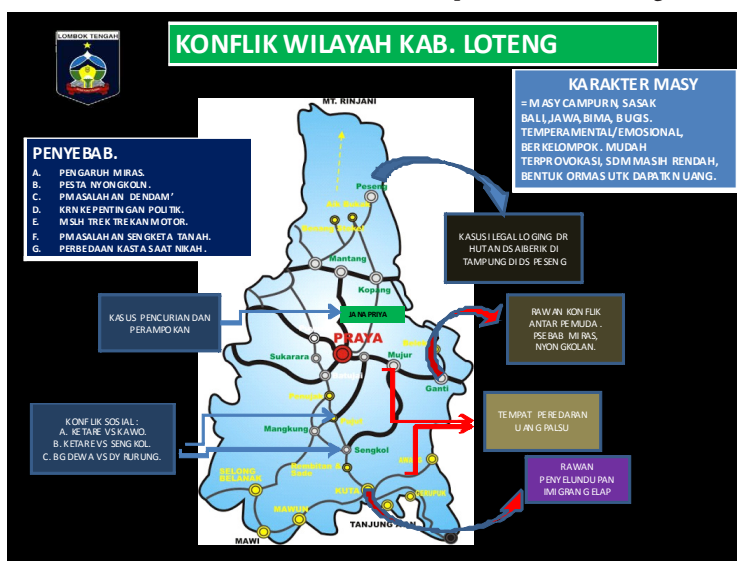 LOMBOK TENGAH
KONFLIK WILAYAH KAB. LOTENG
KARAKTER MASY
= MASY CAMPURN, SASAK
BALI,JAWA,BIMA, BUGIS.
TEMPERAMENTAL/EMOSIONAL,
BERKELOMPOK. MUDAH
TERPROVOKASI, SDM MASIH RENDAH,
BENTUK ORMAS UTK DAPATKN UANG.
PENYEBAB.
A. PENGARUH MIRAS.
B. PESTA NYONGKOLN.
C. PMASALAHAN DENDAM’
D. KRN KEPENTINGAN POLITIK.
E. MSLH TREK TREKAN MOTOR.
F. PMASALAHAN SENGKETA TANAH.
G. PERBEDAAN KASTA SAAT NIKAH.
MT. RINJANI
Peseng
KASUS ILEGAL LOGING DR
HUTAN DS AIBERIK DI
TAMPUNG DI DS PESENG
Mantang
Kopang
KASUS PENCURIAN DAN
PERAMPOKAN
JANAPRIYA
RAWAN KONFLIK
ANTAR PEMUDA .
PSEBAB MIRAS,
NYONGKOLAN.
PRAYA
Sukarara
Mujur
Ganti
KONFLIK SOSIAL :
A. KETARE VS KAWO.
B. KETARE VS SENGKOL.
C. BG DEWA VS DY RURUNG.
TEMPAT PEREDARAN
UANG PALSU
Mangkung
Sengkol
RAWAN
PENYELUNDUPAN
IMIGRAN GELAP
SELONG
BELANAK
Rembitan &
Sade
KUTA
MAWUN
TANJUNG AAN
MAWI